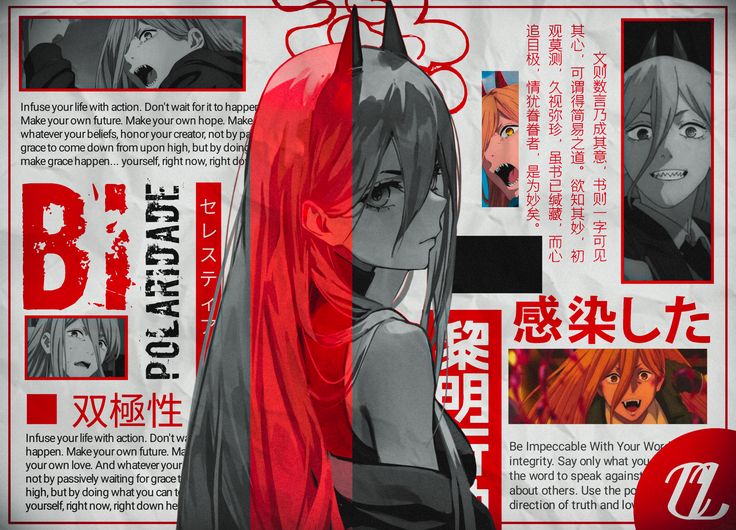 Infuse your life with action. Don't wait for it to happen
Make your own future. Make your own hope. Make
whatever your beliefs, honor your creator, not by pa
grace to come down from upon high, but by doing
make grace happen... yourself, right now, right do
BI
POLARIDADE
セレスティア
双極性
Infuse your life with action. Don't wa
happen. Make your own future. Ma
your own love. And whatever your
not by passively waiting for grace t
high, but by doing what you can t
yourself, right now, right down he
文则数言乃成其意，书则一字可见
其心，可谓得简易之道。欲知其妙，初
观莫测，久视弥珍，虽书已缄藏，而心
追目极，情犹眷眷者，是为妙矣。
感染した
黎明
Be Impeccable With Your Word
integrity. Say only what you
the word to speak against
about others. Use the po
direction of truth and lov